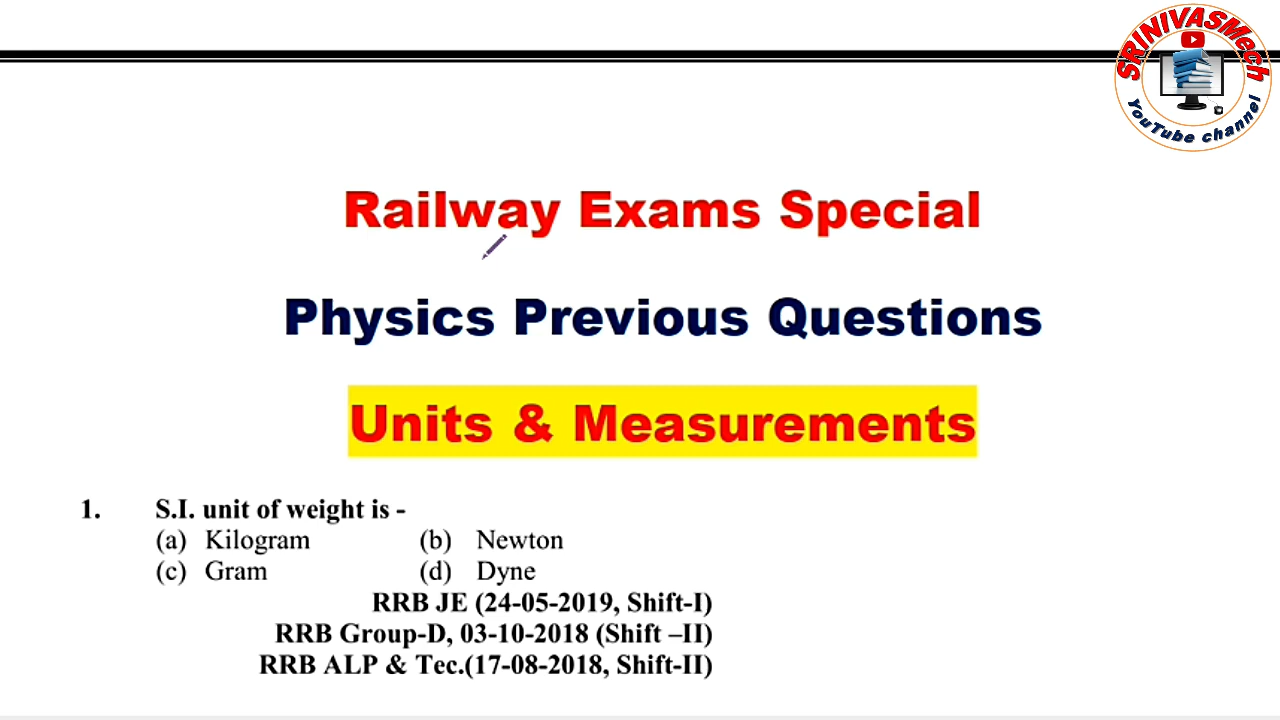 SRINIVASMech
YouTube channel
Railway Exams Special
Physics Previous Questions
Units & Measurements
1. S.I. unit of weight is -
(a) Kilogram (b) Newton
(c) Gram (d) Dyne
RRB JE (24-05-2019, Shift-I)
RRB Group-D, 03-10-2018 (Shift –II)
RRB ALP & Tec.(17-08-2018, Shift-II)